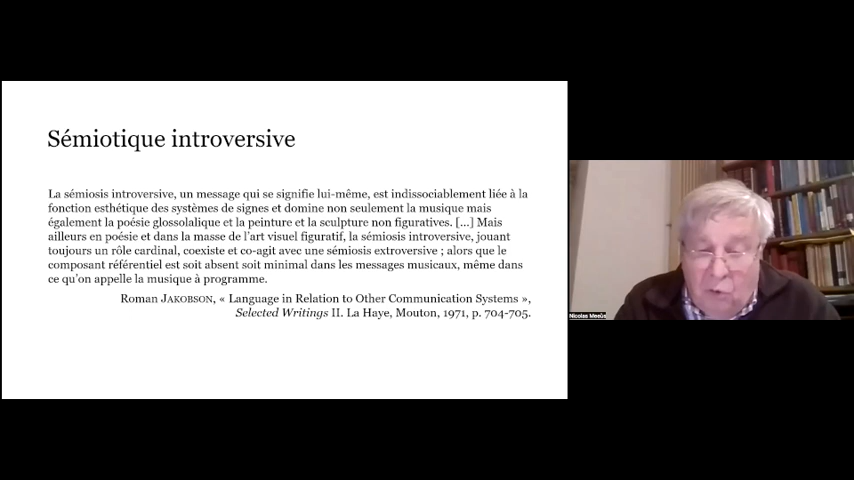 Sémiotique introversive
La sémiosis introversive, un message qui se signifie lui-même, est indissociablement liée à la
fonction esthétique des systèmes de signes et domine non seulement la musique mais
également la poésie glossolalique et la peinture et la sculpture non figuratives. [...] Mais
ailleurs en poésie et dans la masse de l'art visuel figuratif, la sémiosis introversive, jouant
toujours un rôle cardinal, coexiste et co-agit avec une sémiosis extroversive ; alors que le
composant référentiel est soit absent soit minimal dans les messages musicaux, même dans
ce qu'on appelle la musique à programme.
Roman JAKOBSON, « Language in Relation to Other Communication Systems »,
Selected Writings II. La Haye, Mouton, 1971, p. 704-705.
Nicolas Meeùs